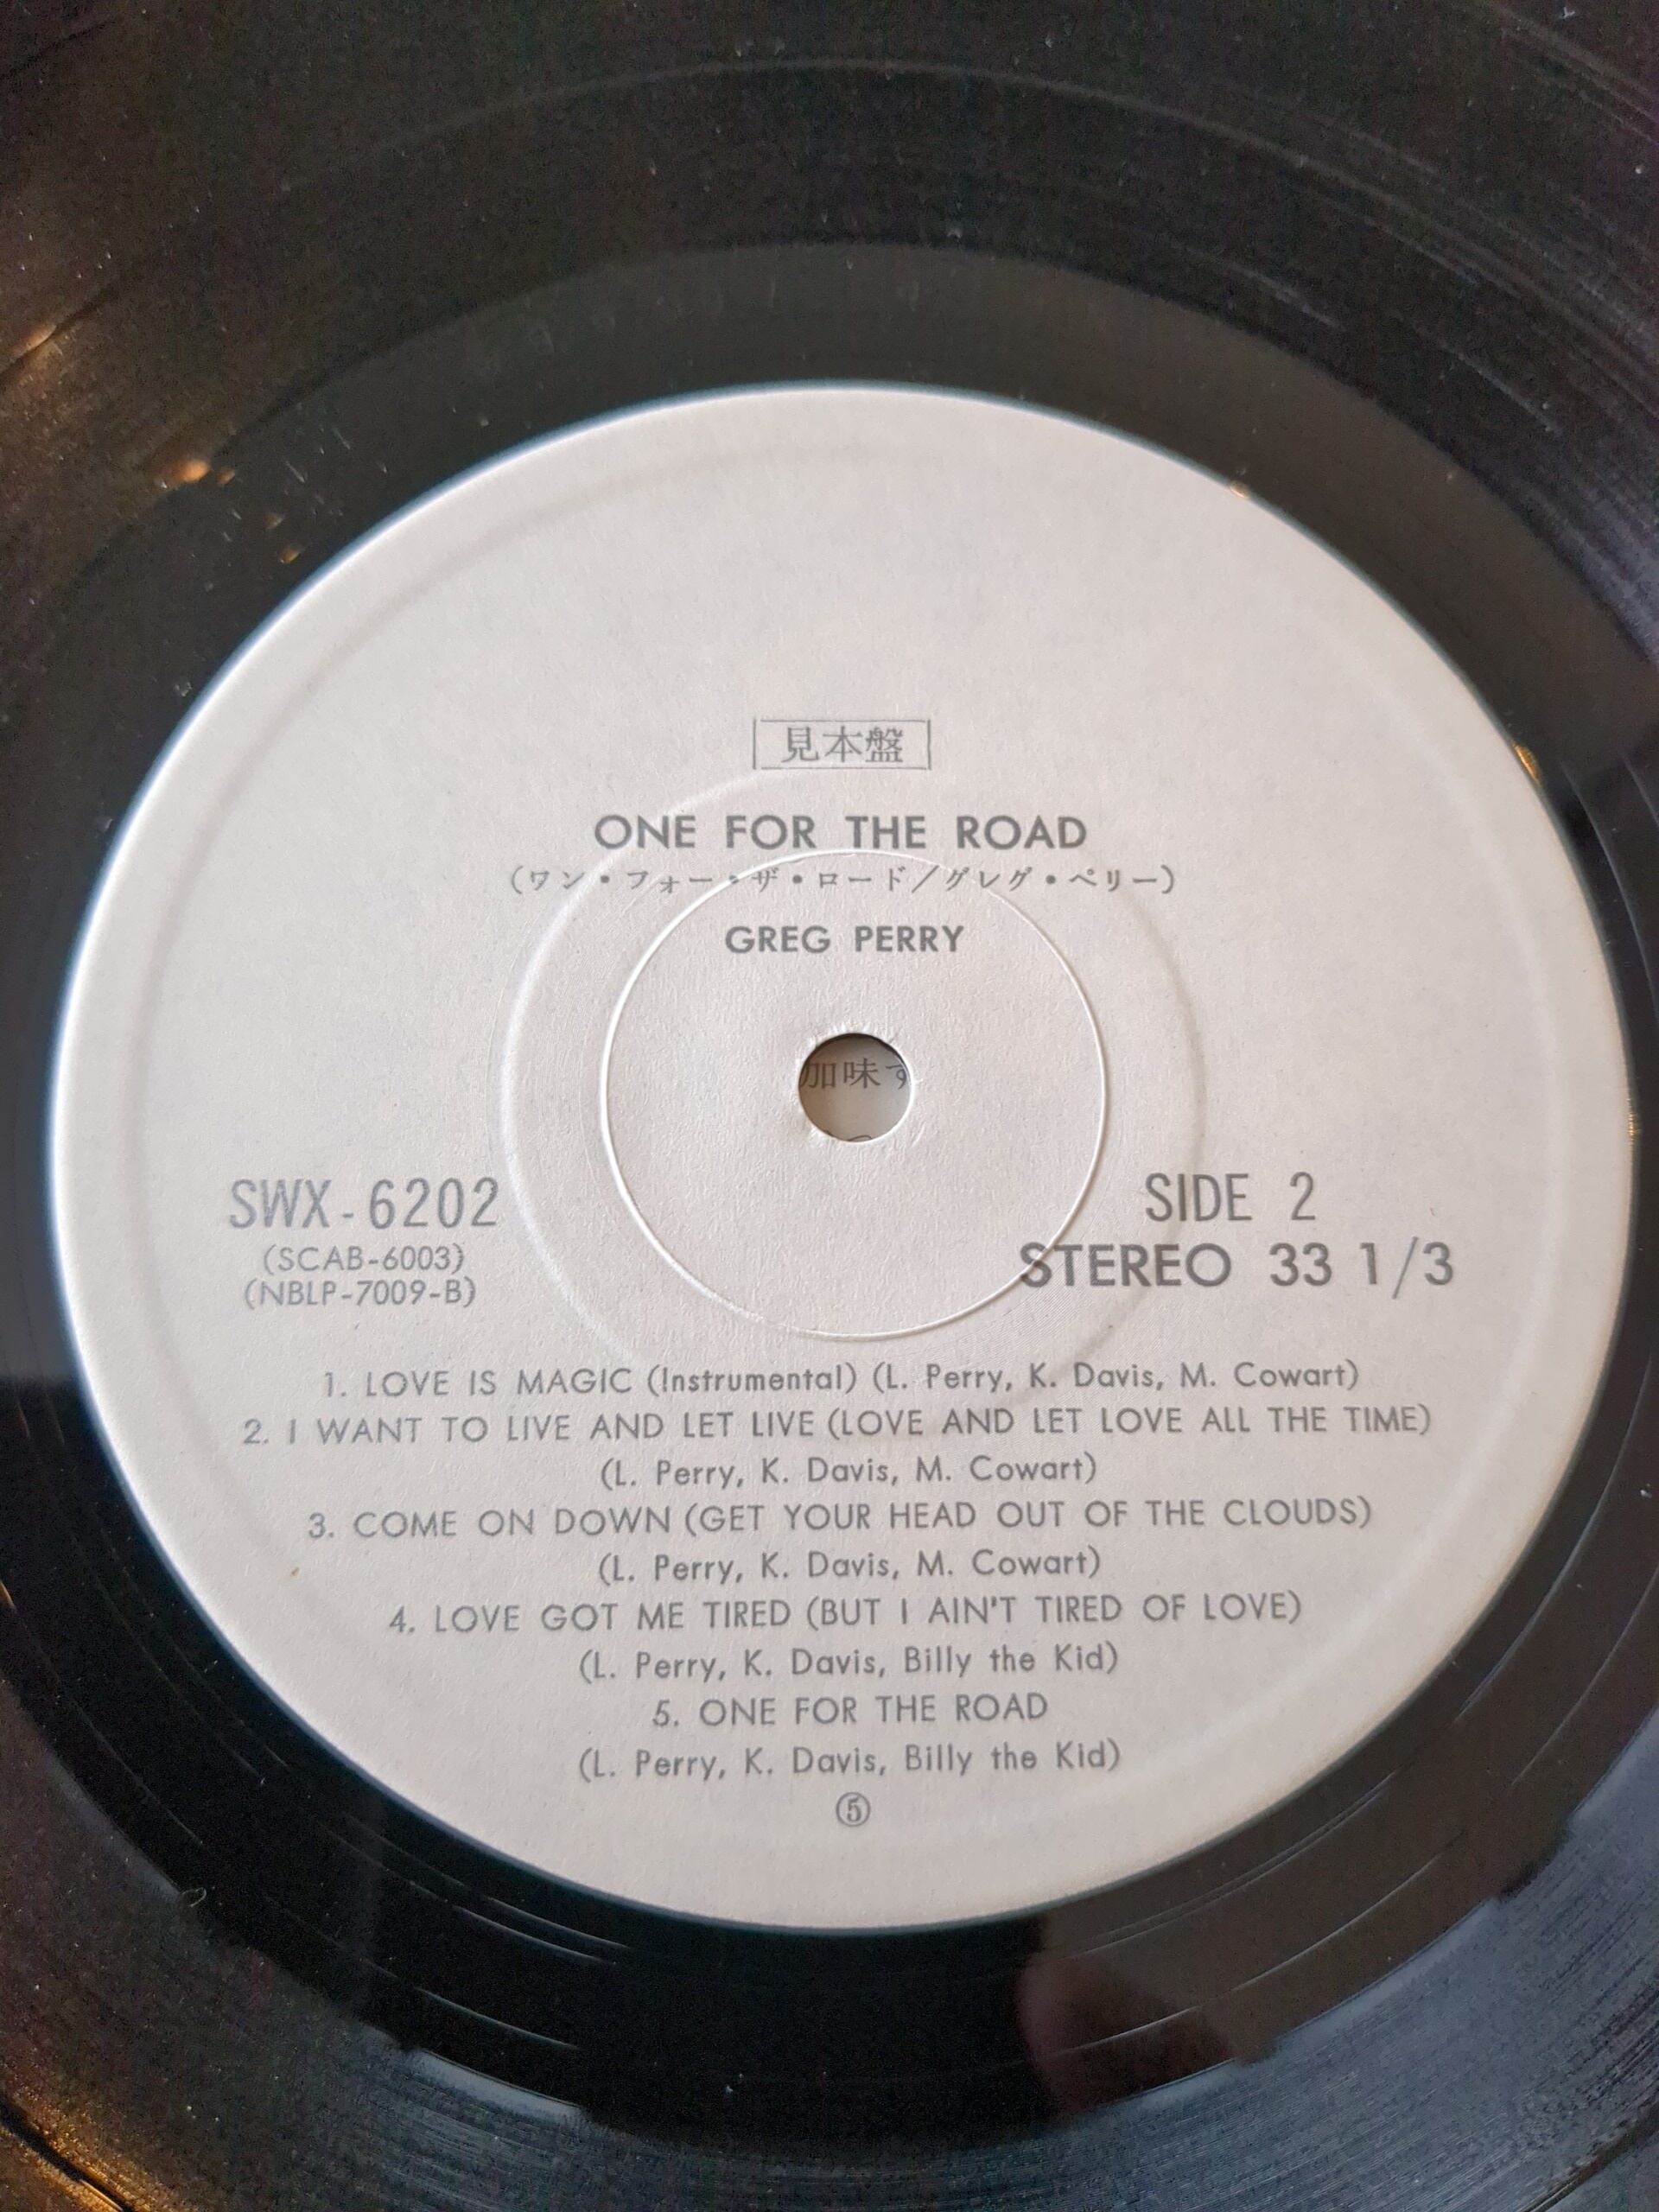 見本盤
ONE FOR THE ROAD
(ワン・フォー・ザ・ロード/グレグ・ペリー)
GREG PERRY
加味す
SWX-6202
(SCAB-6003)
(NBLP-7009-B)
SIDE 2
STEREO 33 1/3
1. LOVE IS MAGIC (Instrumental) (L. Perry, K. Davis, M. Cowart)
2. I WANT TO LIVE AND LET LIVE (LOVE AND LET LOVE ALL THE TIME)
(L. Perry, K. Davis, M. Cowart)
3. COME ON DOWN (GET YOUR HEAD OUT OF THE CLOUDS)
(L. Perry, K. Davis, M. Cowart)
4. LOVE GOT ME TIRED (BUT I AIN'T TIRED OF LOVE)
(L. Perry, K. Davis, Billy the Kid)
5. ONE FOR THE ROAD
(L. Perry, K. Davis, Billy the Kid)
⑤